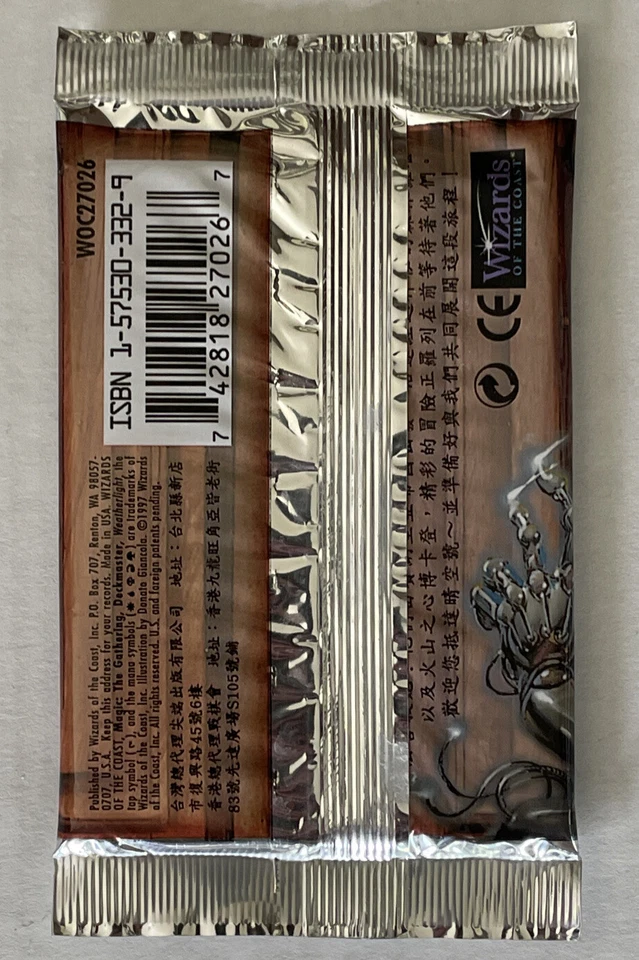 WOC27026
ISBN 1-57530-332-9
7 42818 27026 7
Published by Wizards of the Coast, Inc. P.O. Box 707, Renton, WA 98057-
0707, U.S.A. Keep this address for your records. Made in USA. WIZARDS
OF THE COAST, Magic: The Gathering, Deckmaster, Weatherlight, the
tap symbol (), and the mana symbols () are trademarks of
Wizards of the Coast, Inc. Illustration by Donato Giancola. ©1997 Wizards
of the Coast, Inc. All rights reserved. U.S. and foreign patents pending.
台灣總代理尖端出版有限公司 地址：台北縣新店
市復興路45號6樓
香港總代理戰棋會 地址：香港九龍旺角亞皆老街
83號先達廣場S105號鋪
以及火山之心博卡登，精彩的冒險正羅列在前等待著他們。
歡迎您抵達晴空號～並準備好與我們共同展開這段旅程！
CE
Wizards
OF THE COAST